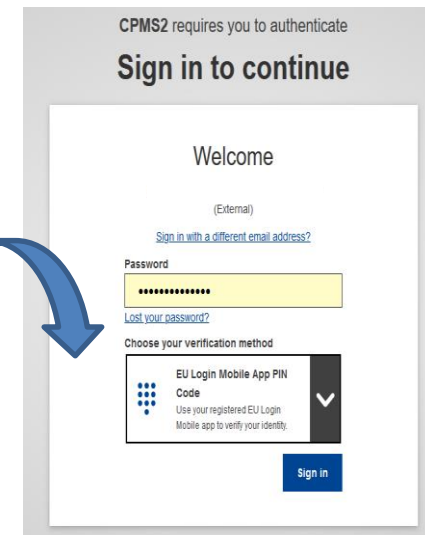 CPMS2 requires you to authenticate
Sign in to continue
Welcome
(External)
Sign in with a different email address?
Password
••••••••••••••
Lost your password?
Choose your verification method
EU Login Mobile App PIN
Code
Use your registered EU Login
Mobile app to verify your identity.
Sign in